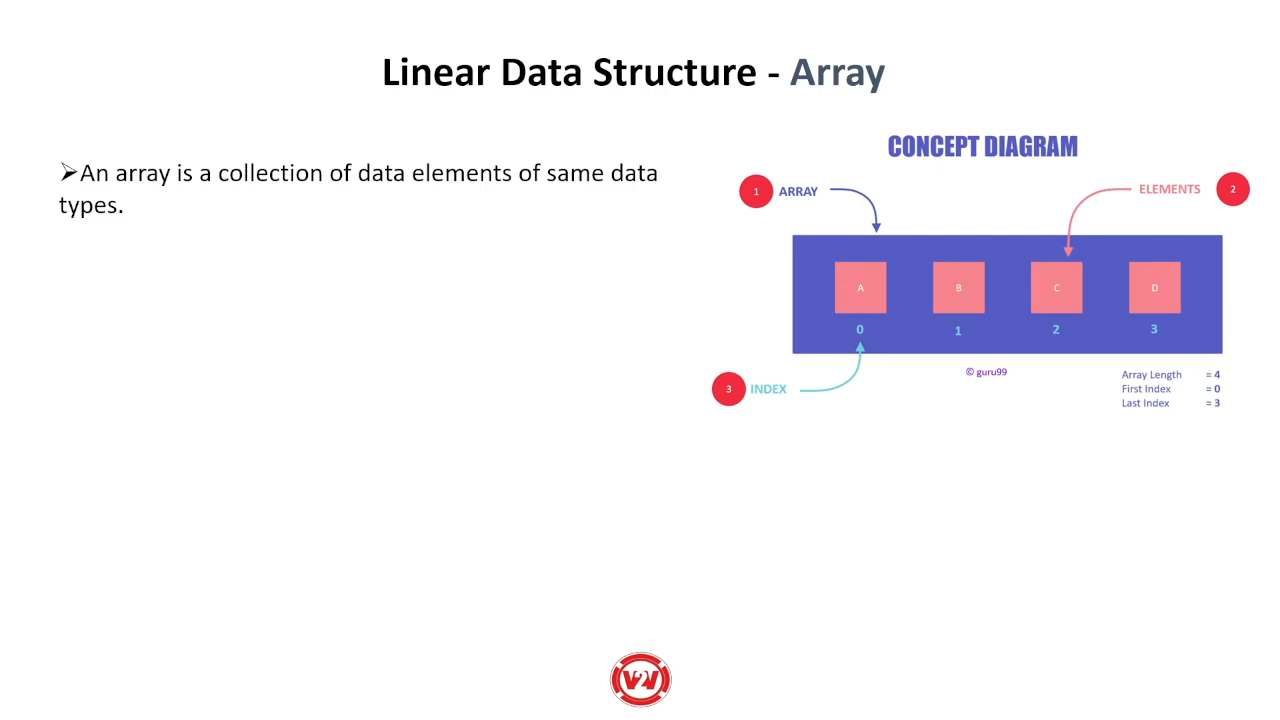 Linear Data Structure - Array
➢An array is a collection of data elements of same data
types.
CONCEPT DIAGRAM
1 ARRAY
ELEMENTS 2
A B C D
0 1 2 3
3 INDEX
© guru99
Array Length = 4
First Index = 0
Last Index = 3
V2V